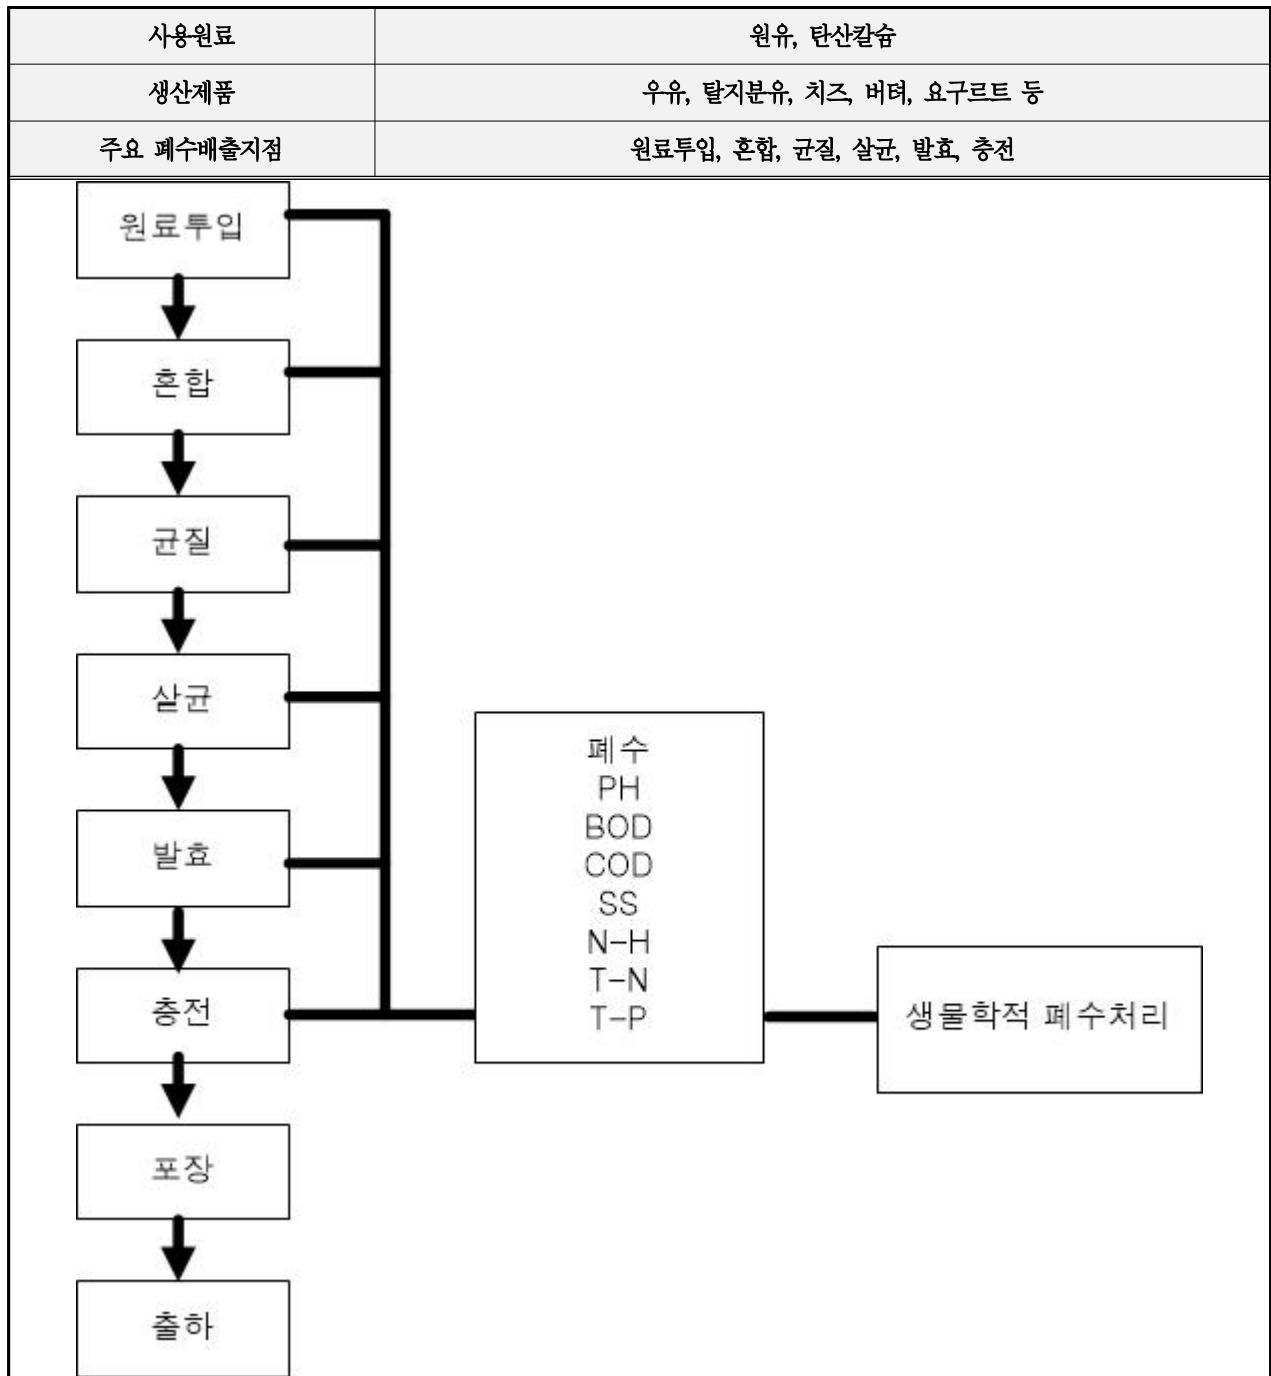 사용원료 원유, 탄산칼슘
생산제품 우유, 탈지분유, 치즈, 버터, 요구르트 등
주요 폐수배출지점 원료투입, 혼합, 균질, 살균, 발효, 충전
원료투입
혼합
균질
살균
발효
충전
포장
출하
폐수
PH
BOD
COD
SS
N-H
T-N
T-P
생물학적 폐수처리